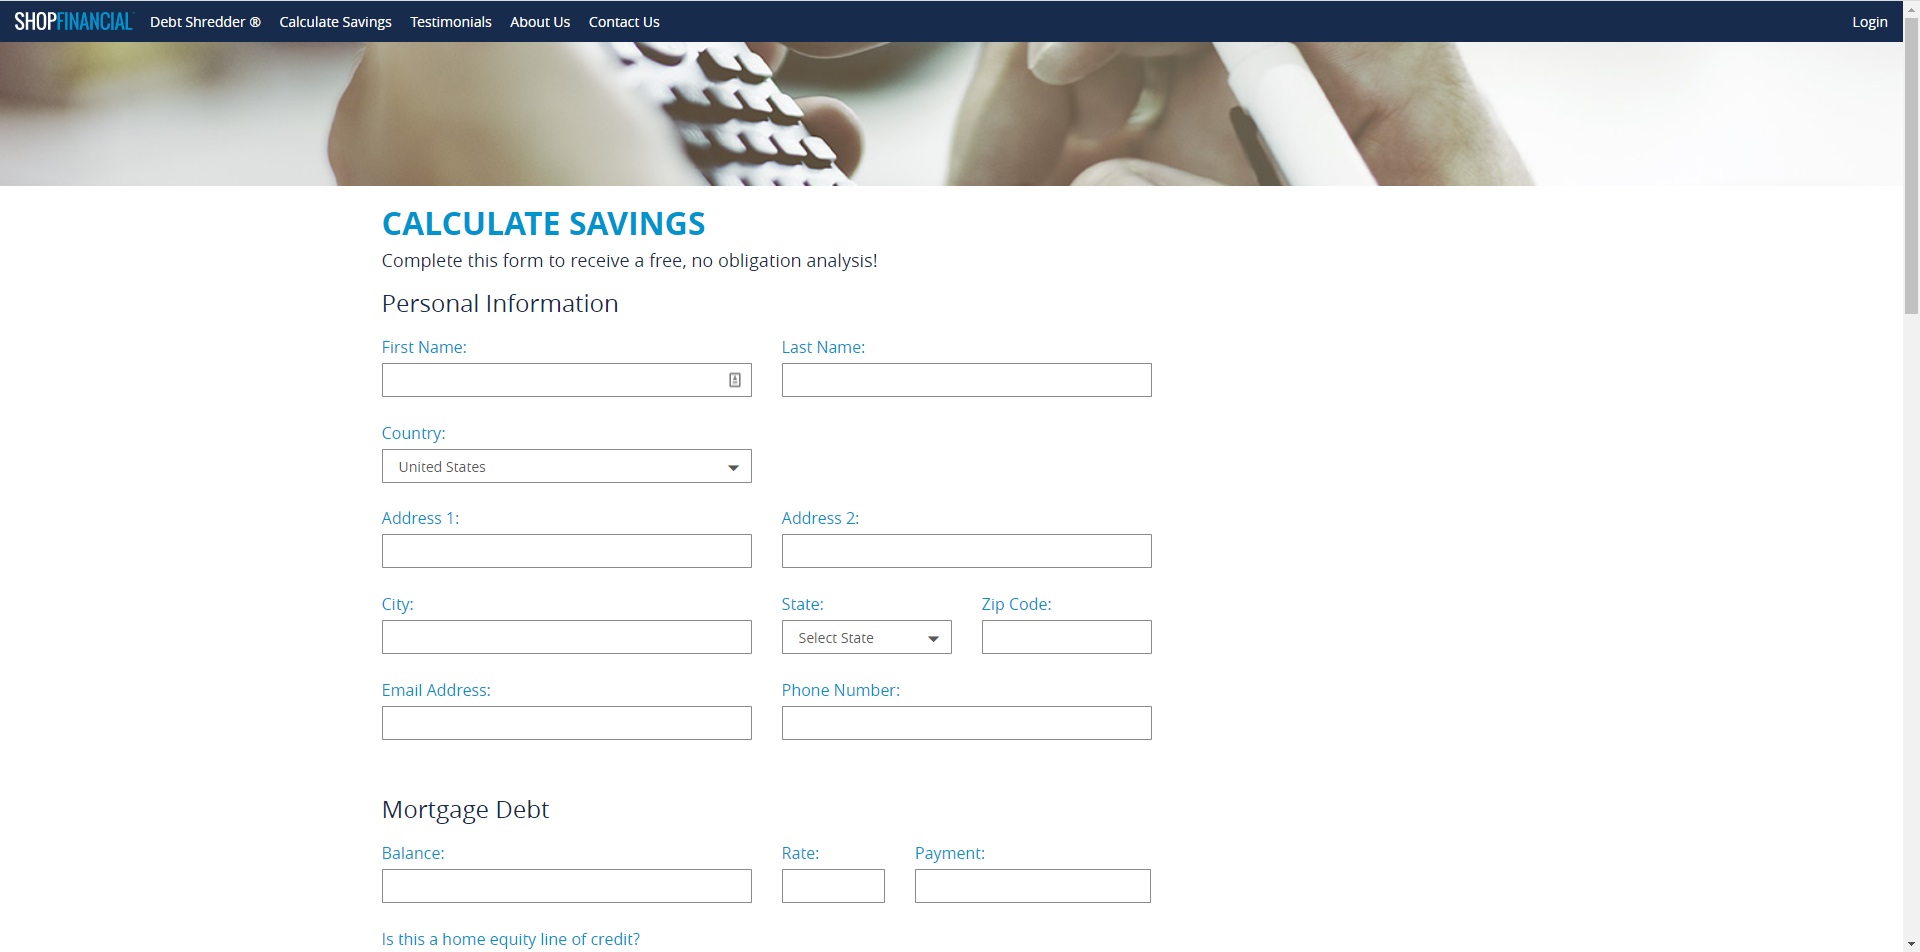 SHOPFINANCIAL Debt Shredder ® Calculate Savings Testimonials About Us Contact Us Login
CALCULATE SAVINGS
Complete this form to receive a free, no obligation analysis!
Personal Information
First Name: Last Name:
Country:
United States
Address 1: Address 2:
City: State: Zip Code:
Select State
Email Address: Phone Number:
Mortgage Debt
Balance: Rate: Payment:
Is this a home equity line of credit?